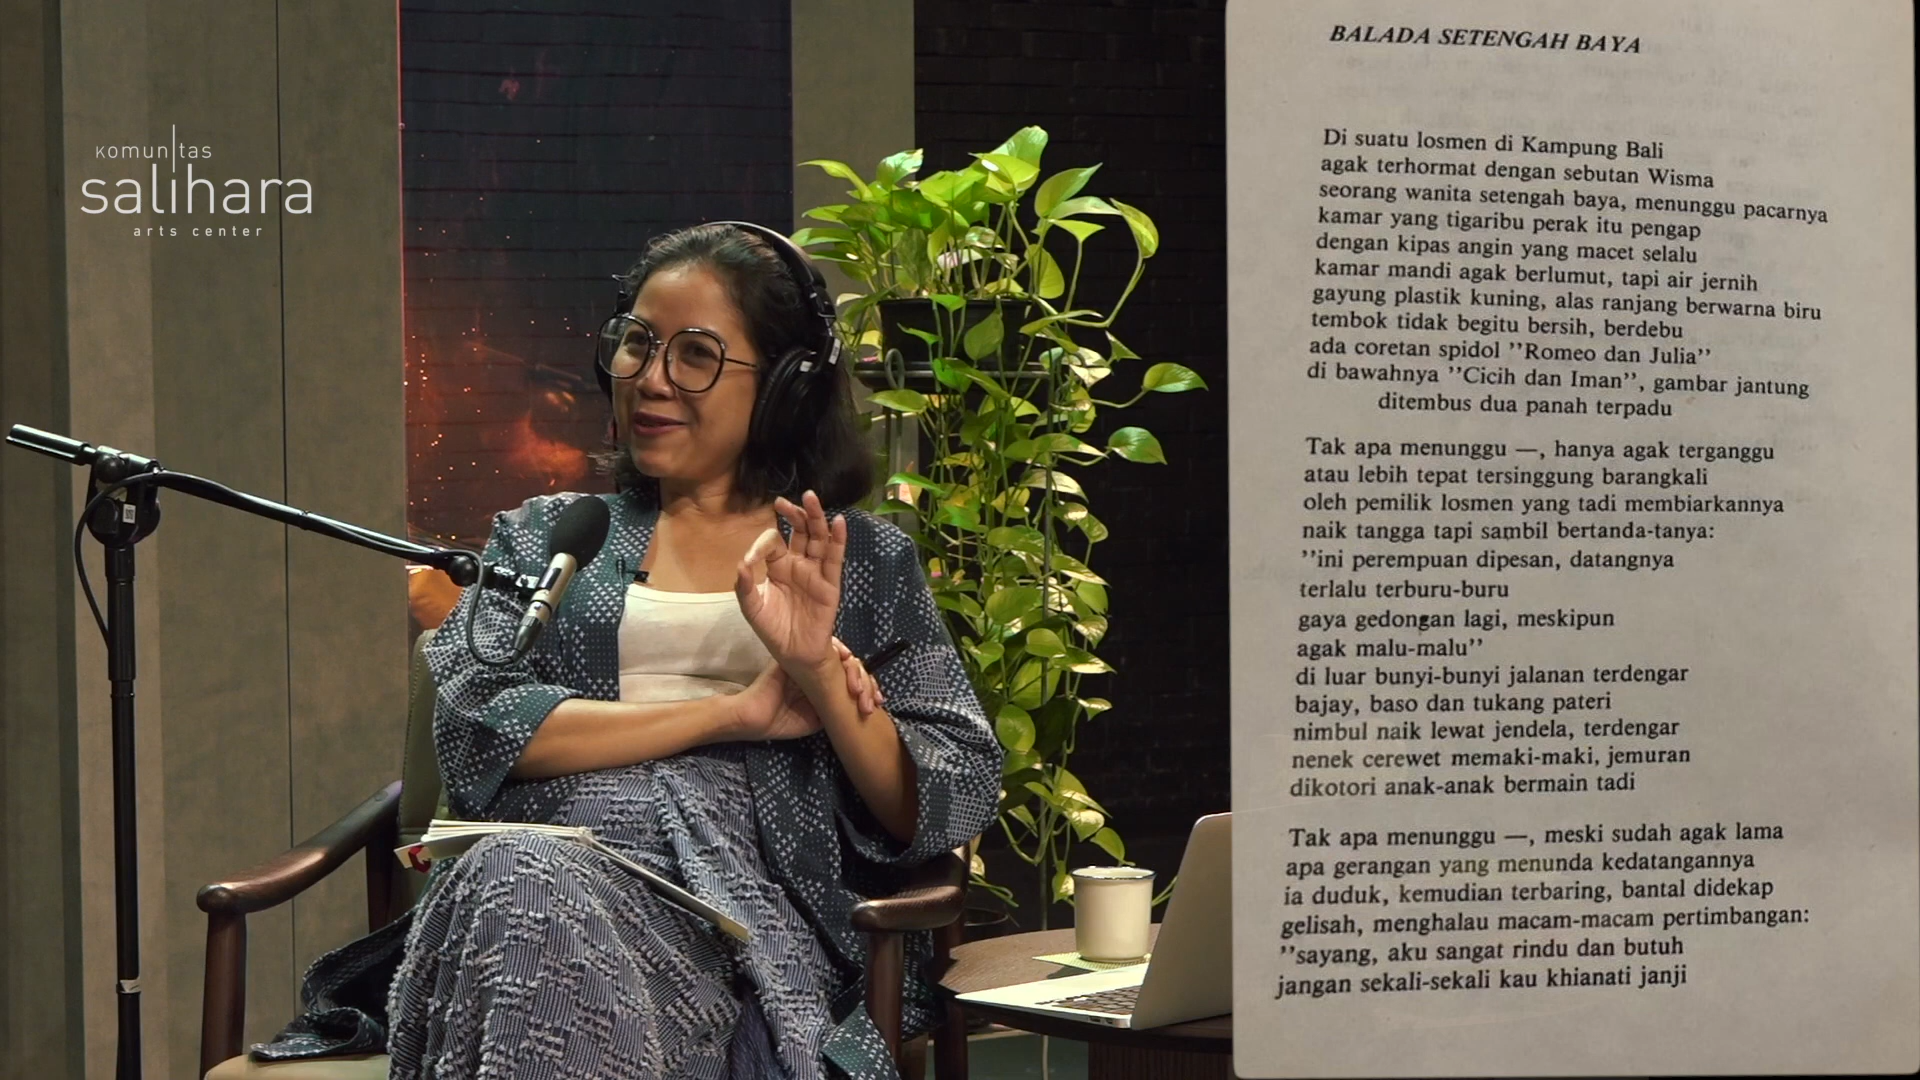 komunitas
salihara
arts center
BALADA SETENGAH BAYA
Di suatu losmen di Kampung Bali
agak terhormat dengan sebutan Wisma
seorang wanita setengah baya, menunggu pacarnya
kamar yang tigaribu perak itu pengap
dengan kipas angin yang macet selalu
kamar mandi agak berlumut, tapi air jernih
gayung plastik kuning, alas ranjang berwarna biru
tembok tidak begitu bersih, berdebu
ada coretan spidol ''Romeo dan Julia''
di bawahnya ''Cicih dan Iman'', gambar jantung
ditembus dua panah terpadu
Tak apa menunggu —, hanya agak terganggu
atau lebih tepat tersinggung barangkali
oleh pemilik losmen yang tadi membiarkannya
naik tangga tapi sambil bertanda-tanya:
''ini perempuan dipesan, datangnya
terlalu terburu-buru
gaya gedongan lagi, meskipun
agak malu-malu''
di luar bunyi-bunyi jalanan terdengar
bajay, baso dan tukang pateri
nimbul naik lewat jendela, terdengar
nenek cerewet memaki-maki, jemuran
dikotori anak-anak bermain tadi
Tak apa menunggu —, meski sudah agak lama
apa gerangan yang menunda kedatangannya
ia duduk, kemudian terbaring, bantal didekap
gelisah, menghalau macam-macam pertimbangan:
''sayang, aku sangat rindu dan butuh
jangan sekali-sekali kau khianati janji